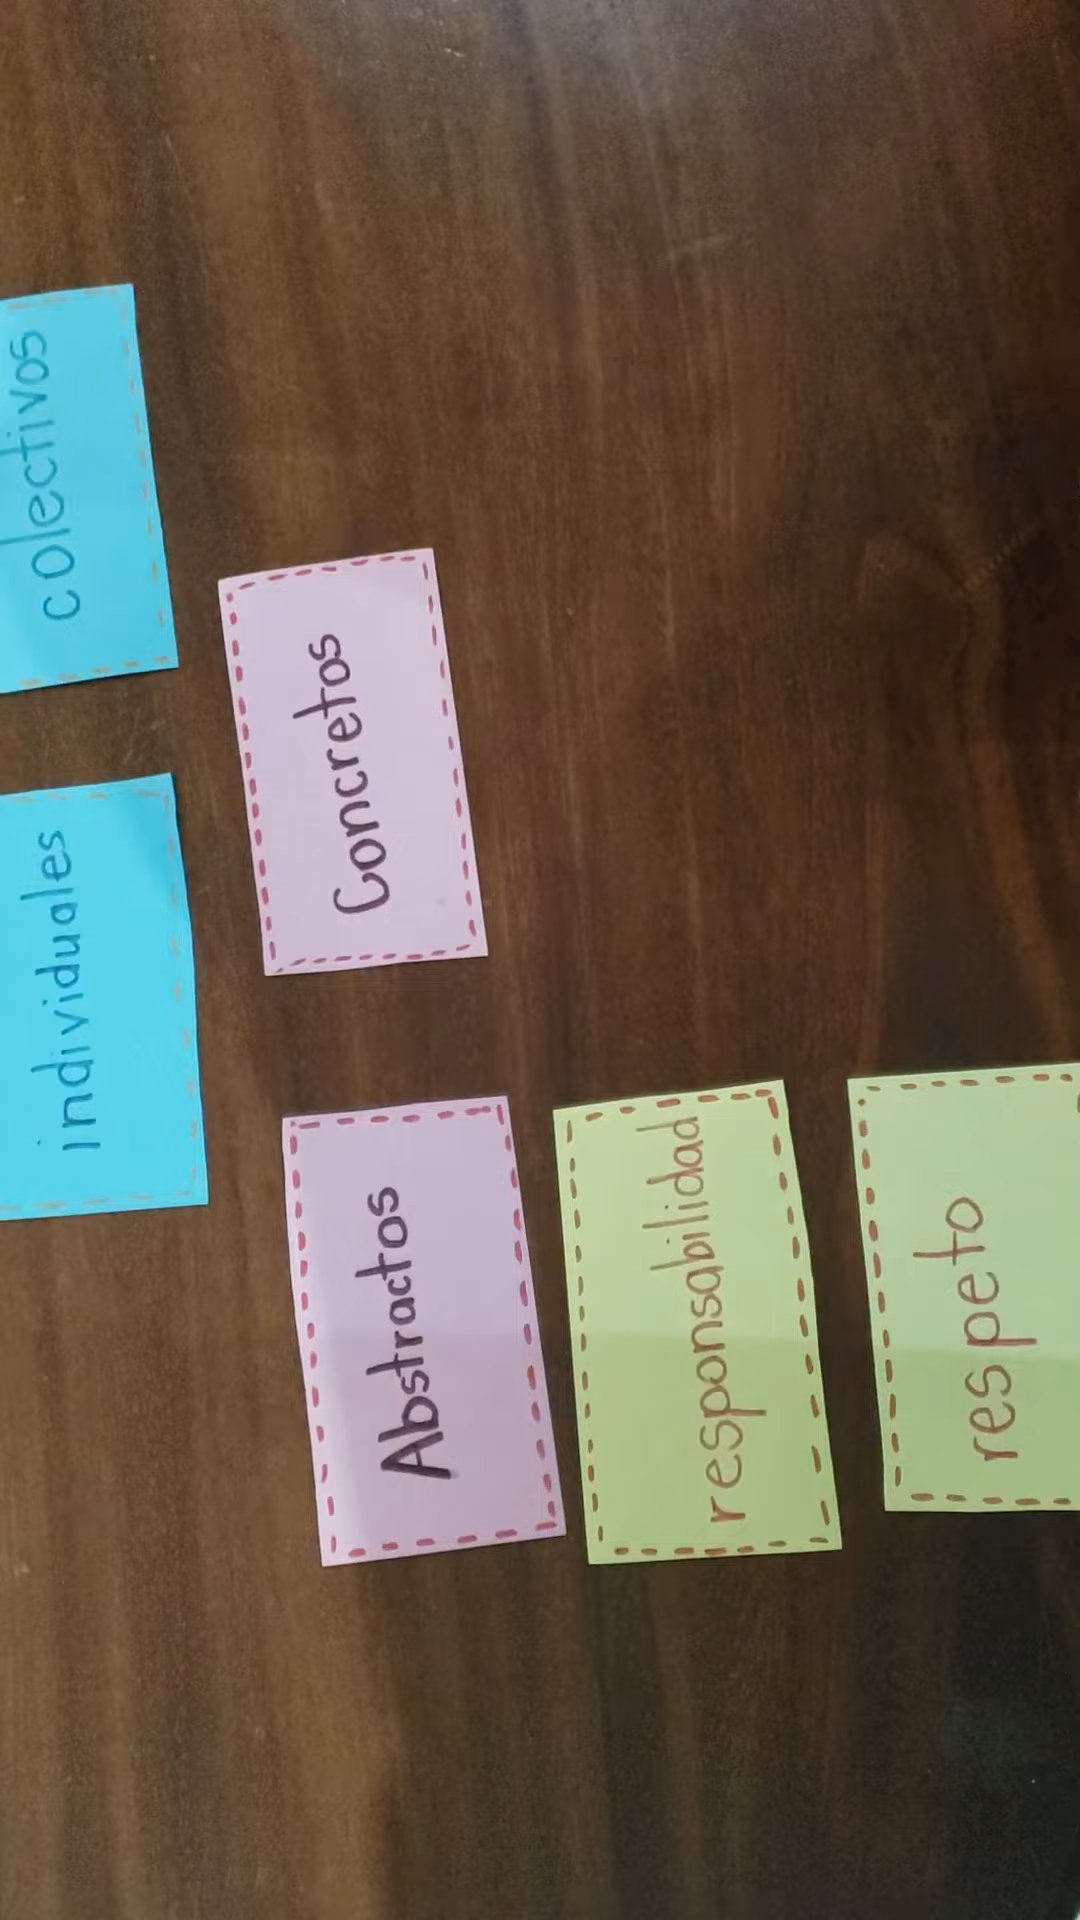 individuales
colectivos
Abstractos
Concretos
responsabilidad
respeto